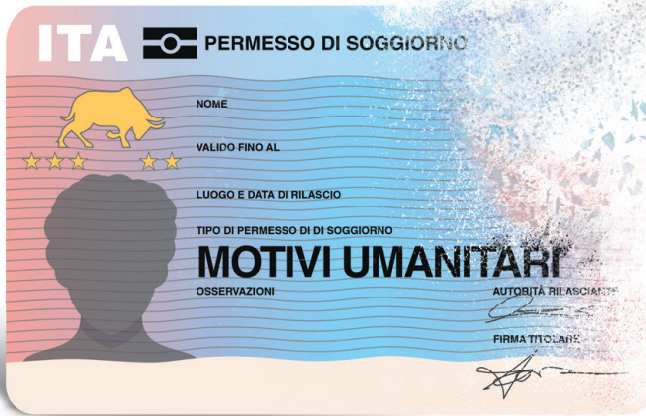 ITA PERMESSO DI SOGGIORNO
NOME
VALIDO FINO AL
LUOGO E DATA DI RILASCIO
TIPO DI PERMESSO DI DI SOGGIORNO
MOTIVI UMANITARI
OSSERVAZIONI
AUTORITÀ RILASCIANTE
FIRMA TITOLARE